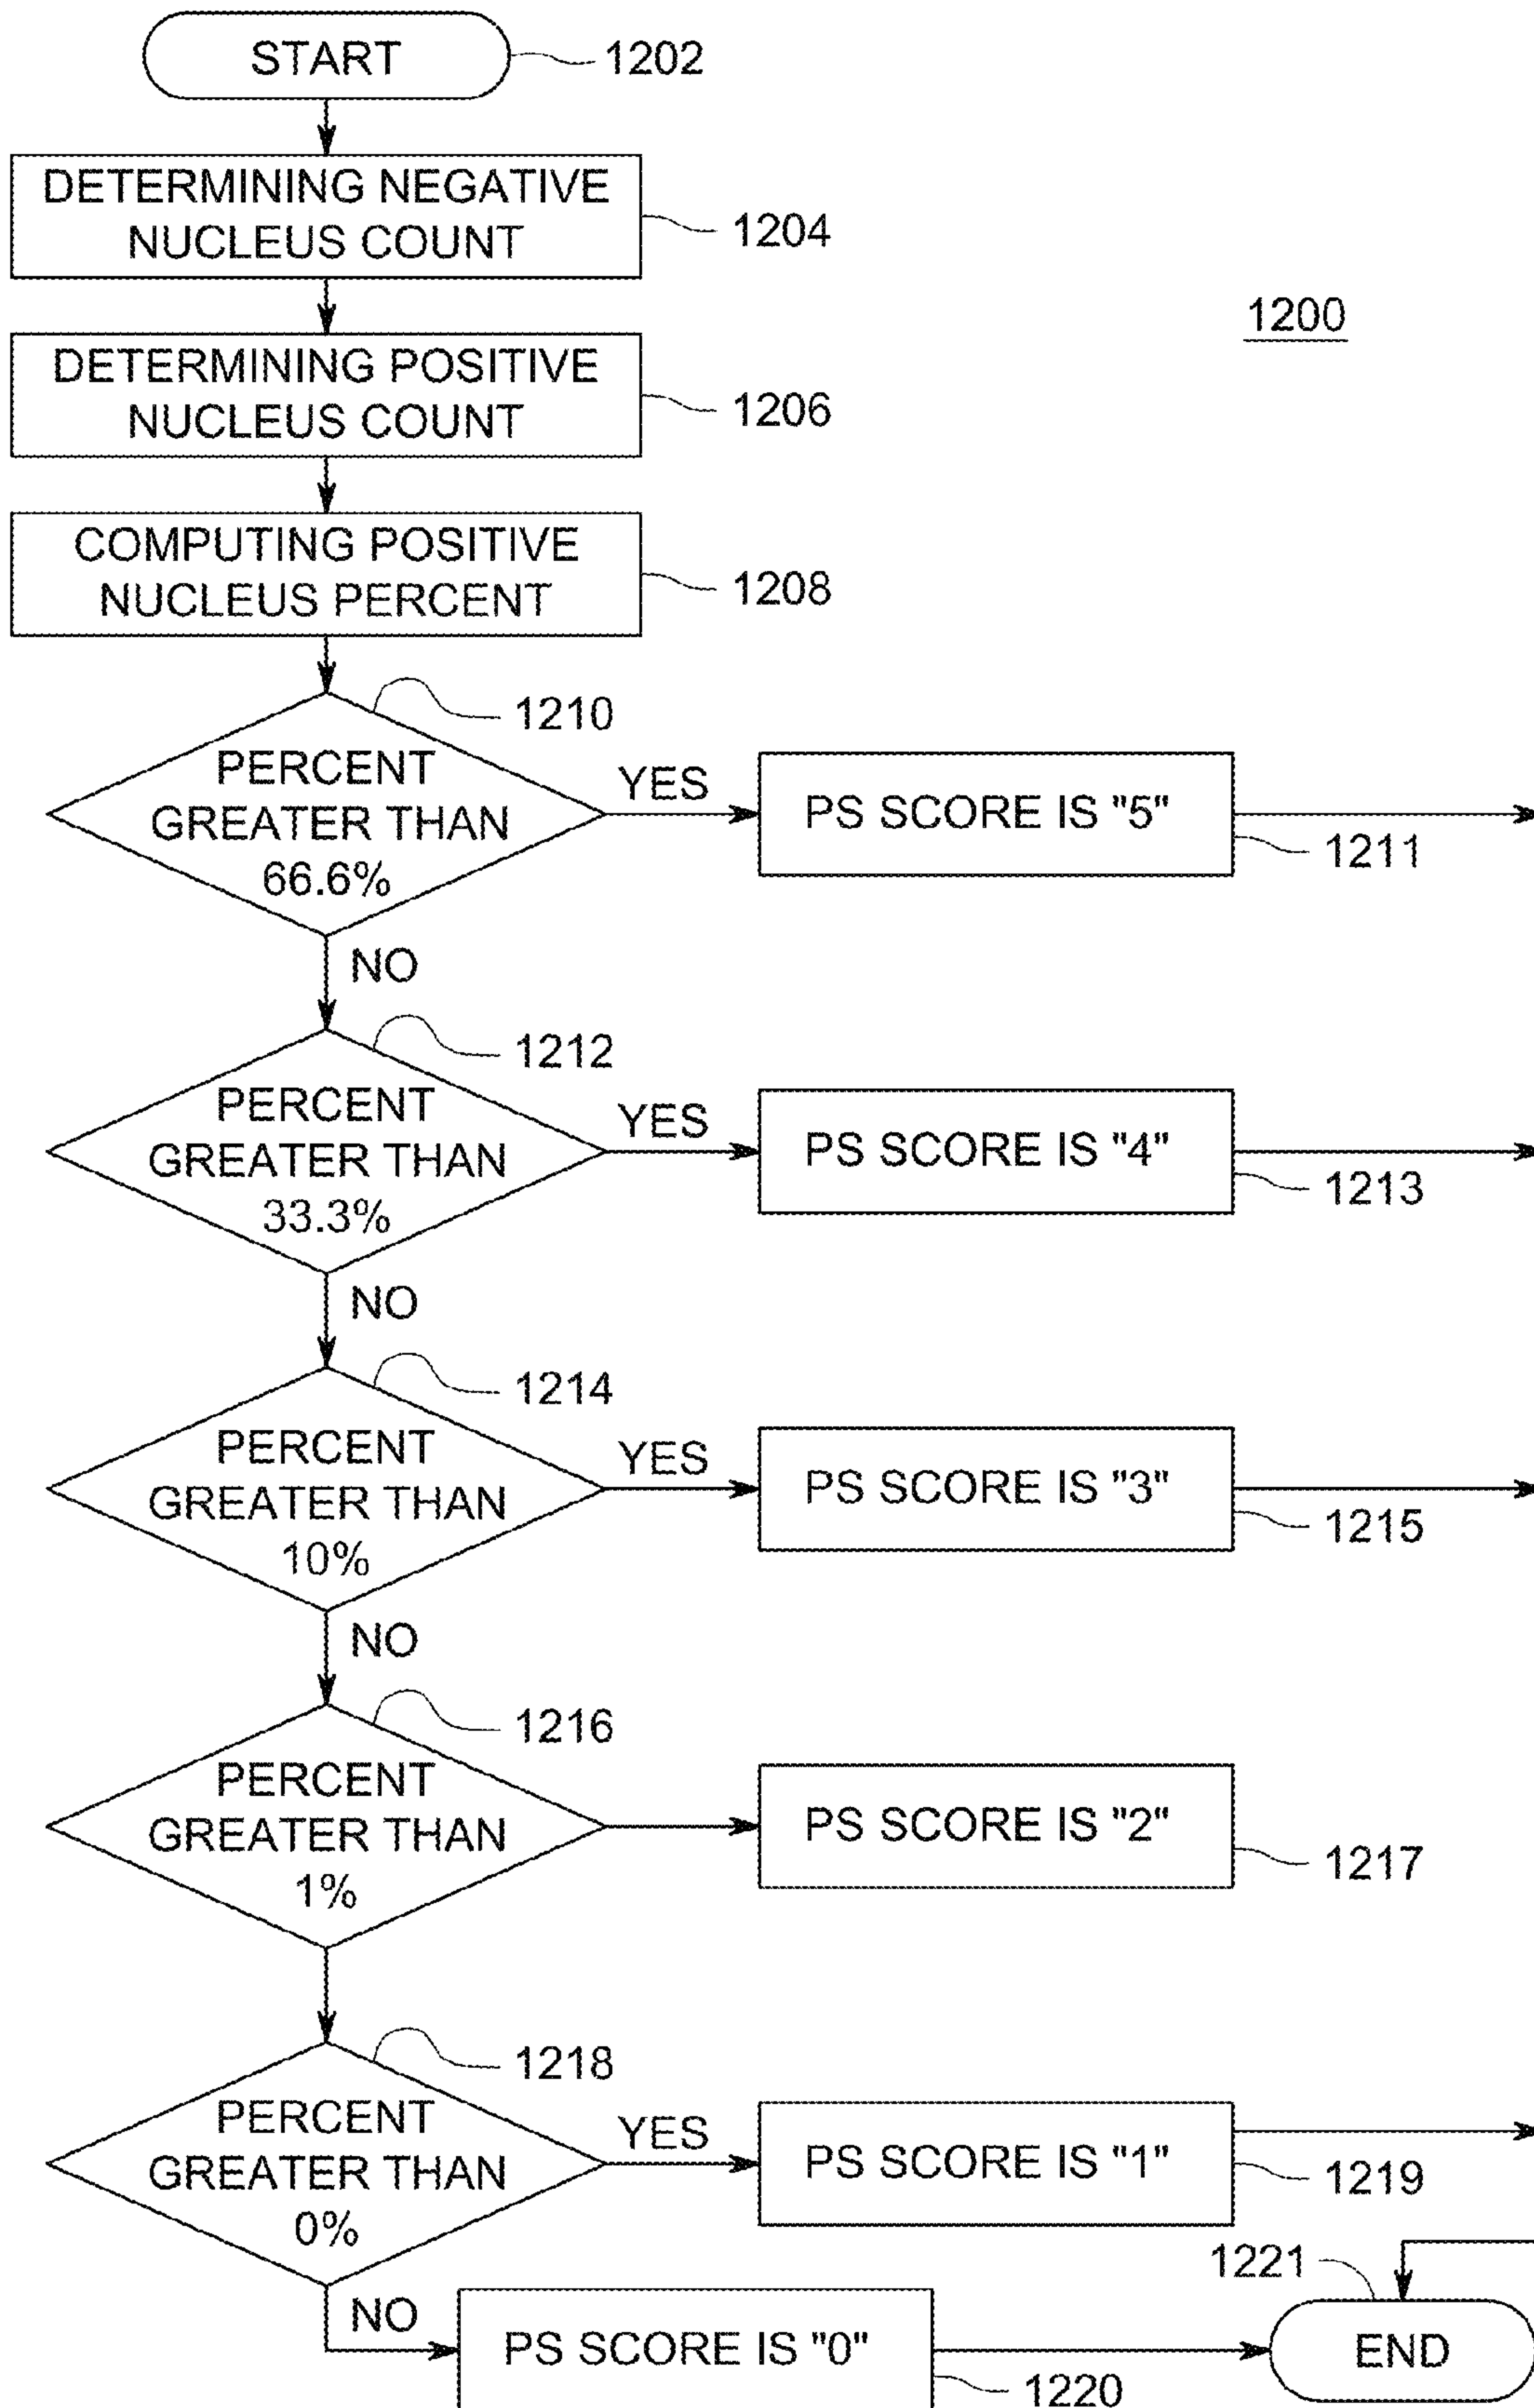 START
1202
DETERMINING NEGATIVE
NUCLEUS COUNT
1204
1200
DETERMINING POSITIVE
NUCLEUS COUNT
1206
COMPUTING POSITIVE
NUCLEUS PERCENT
1208
1210
PERCENT
GREATER THAN
66.6%
YES
PS SCORE IS "5"
1211
NO
1212
PERCENT
GREATER THAN
33.3%
YES
PS SCORE IS "4"
1213
NO
1214
PERCENT
GREATER THAN
10%
YES
PS SCORE IS "3"
1215
NO
1216
PERCENT
GREATER THAN
1%
PS SCORE IS "2"
1217
1218
PERCENT
GREATER THAN
0%
YES
PS SCORE IS "1"
1219
NO
PS SCORE IS "0"
1220
1221
END